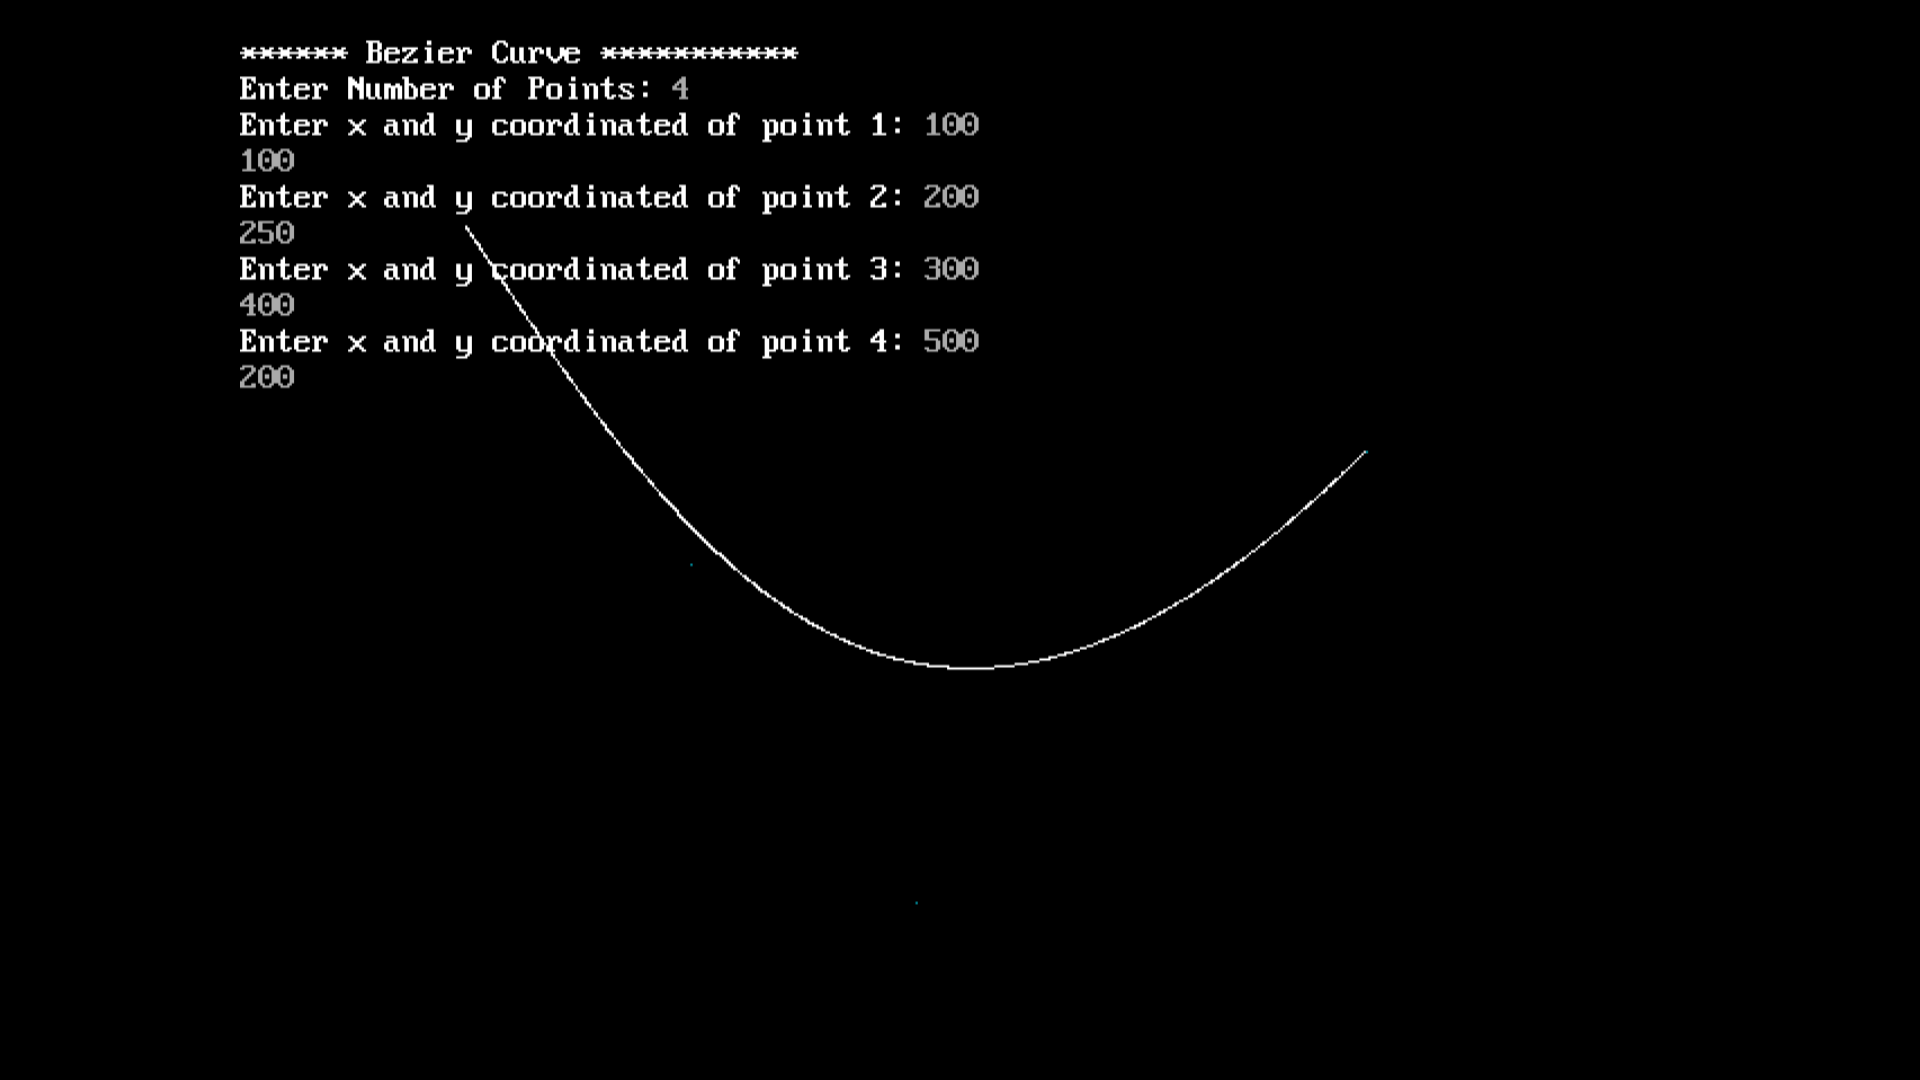 ****** Bezier Curve ***********
Enter Number of Points: 4
Enter x and y coordinated of point 1: 100
100
Enter x and y coordinated of point 2: 200
250
Enter x and y coordinated of point 3: 300
400
Enter x and y coordinated of point 4: 500
200